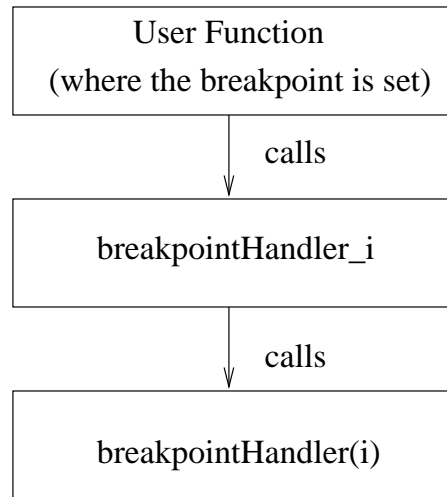 User Function
(where the breakpoint is set)
calls
breakpointHandler_i
calls
breakpointHandler(i)